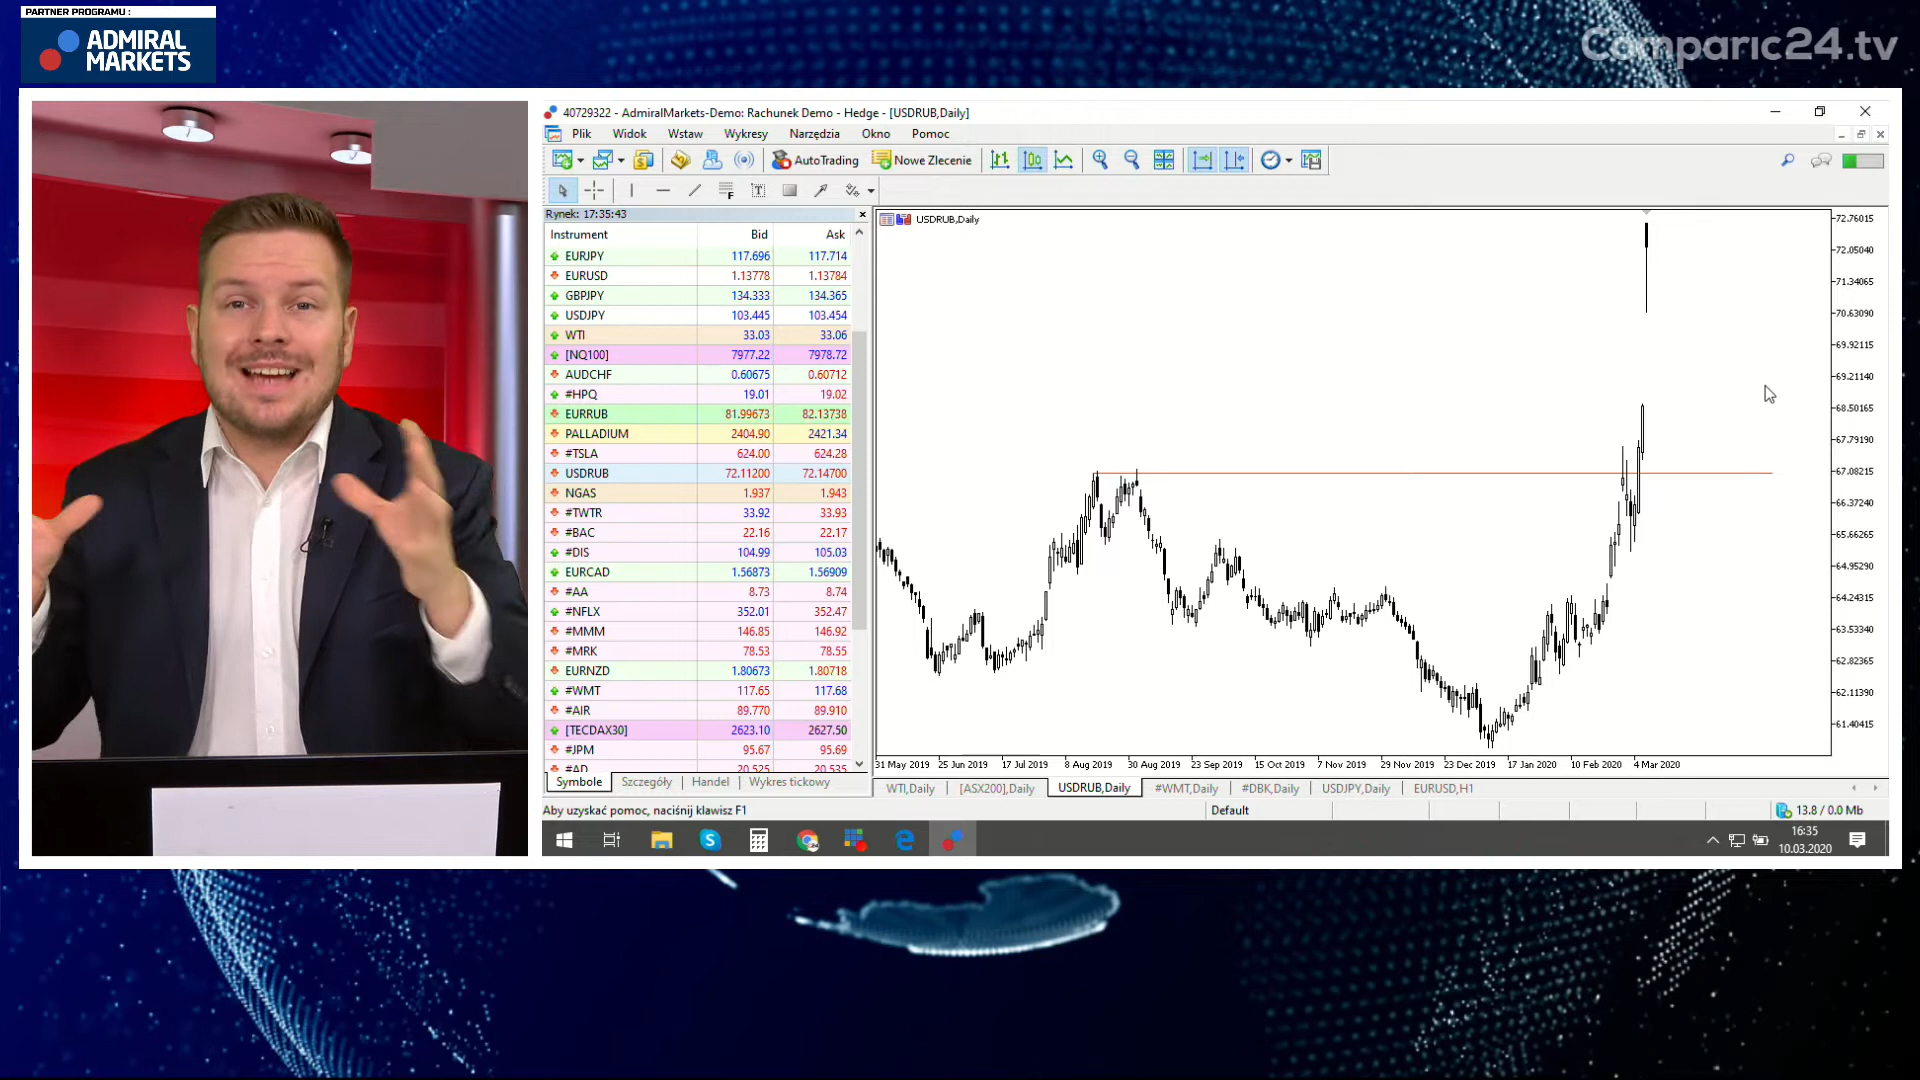 PARTNER PROGRAMU :
ADMIRAL
MARKETS
Comparic24.tv
40729322 - AdmiralMarkets-Demo: Rachunek Demo - Hedge - [USDRUB,Daily]
Plik Widok Wstaw Wykresy Narzędzia Okno Pomoc
AutoTrading Nowe Zlecenie
Rynek: 17:35:43
Instrument Bid Ask
EURJPY 117.696 117.714
EURUSD 1.13778 1.13784
GBPJPY 134.333 134.365
USDJPY 103.445 103.454
WTI 33.03 33.06
[NQ100] 7977.22 7978.72
AUDCHF 0.60675 0.60712
#HPQ 19.01 19.02
EURRUB 81.99673 82.13738
PALLADIUM 2404.90 2421.34
#TSLA 624.00 624.28
USDRUB 72.11200 72.14700
NGAS 1.937 1.943
#TWTR 33.92 33.93
#BAC 22.16 22.17
#DIS 104.99 105.03
EURCAD 1.56873 1.56909
#AA 8.73 8.74
#NFLX 352.01 352.47
#MMM 146.85 146.92
#MRK 78.53 78.55
EURNZD 1.80673 1.80718
#WMT 117.65 117.68
#AIR 89.770 89.910
[TECDAX30] 2623.10 2627.50
#JPM 95.67 95.69
#AD 20.525 20.535
Symbole Szczegóły Handel Wykres tickowy
USDRUB,Daily
72.76015
72.05040
71.34065
70.63090
69.92115
69.21140
68.50165
67.79190
67.08215
66.37240
65.66265
64.95290
64.24315
63.53340
62.82365
62.11390
61.40415
31 May 2019 25 Jun 2019 17 Jul 2019 8 Aug 2019 30 Aug 2019 23 Sep 2019 15 Oct 2019 7 Nov 2019 29 Nov 2019 23 Dec 2019 17 Jan 2020 10 Feb 2020 4 Mar 2020
WTI,Daily [ASX200],Daily USDRUB,Daily #WMT,Daily #DBK,Daily USDJPY,Daily EURUSD,H1
Aby uzyskać pomoc, naciśnij klawisz F1 Default 13.8 / 0.0 Mb
16:35
10.03.2020